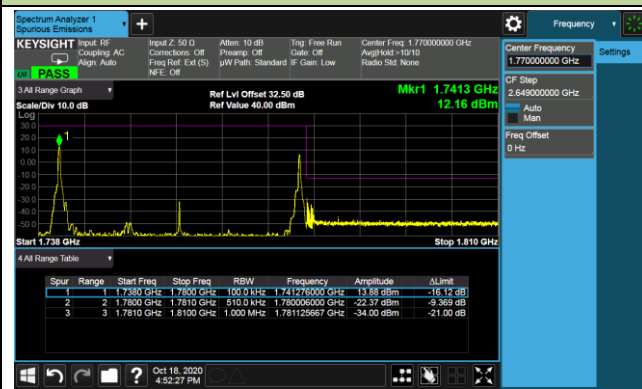 Spectrum Analyzer 1
Spurious Emissions
Frequency
KEYSIGHT
Input: RF
Coupling: AC
Align: Auto
Input Z: 50 Ω
Corrections: Off
Freq Ref: Ext (S)
NFE: Off
Atten: 10 dB
Preamp: Off
µW Path: Standard
Trig: Free Run
Gate: Off
IF Gain: Low
Center Freq: 1.770000000 GHz
Avg|Hold:>10/10
Radio Std: None
PASS
3 All Range Graph
Scale/Div 10.0 dB
Ref Lvl Offset 32.50 dB
Ref Value 40.00 dBm
Mkr1 1.7413 GHz
12.16 dBm
Log
30.0
20.0
10.0
0.00
-10.0
-20.0
-30.0
-40.0
-50.0
1
Start 1.738 GHz
Stop 1.810 GHz
4 All Range Table
Spur Range Start Freq Stop Freq RBW Frequency Amplitude ΔLimit
1 1 1.7380 GHz 1.7800 GHz 100.0 kHz 1.741276000 GHz 13.88 dBm -16.12 dB
2 2 1.7800 GHz 1.7810 GHz 510.0 kHz 1.780006000 GHz -22.37 dBm -9.369 dB
3 3 1.7810 GHz 1.8100 GHz 1.000 MHz 1.781125667 GHz -34.00 dBm -21.00 dB
Oct 18, 2020
4:52:27 PM
Center Frequency
1.770000000 GHz
Settings
CF Step
2.649000000 GHz
Auto
Man
Freq Offset
0 Hz